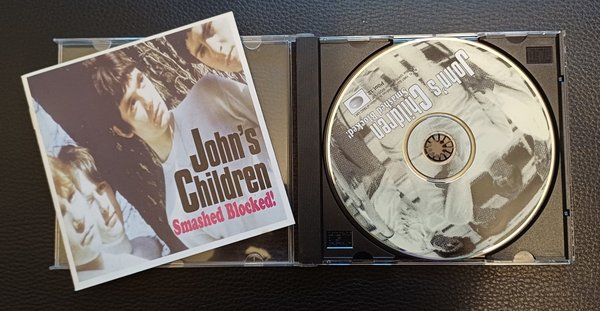 John's
Children
Smashed Blocked!
John's Children
Smashed Blocked!